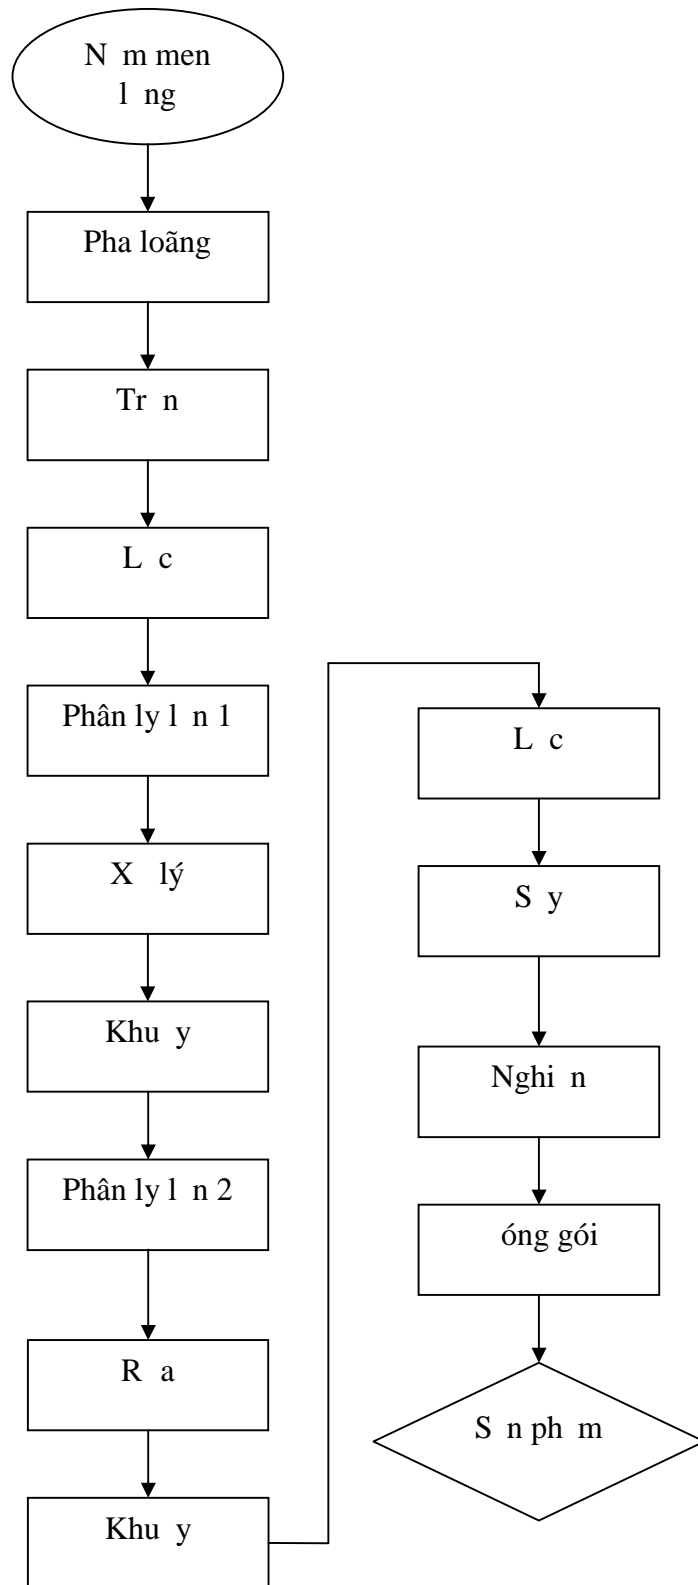 N m men
l ng
Pha loãng
Tr n
L c
Phân ly l n 1
X lý
Khu y
Phân ly l n 2
R a
Khu y
L c
S y
Nghi n
óng gói
S n ph m